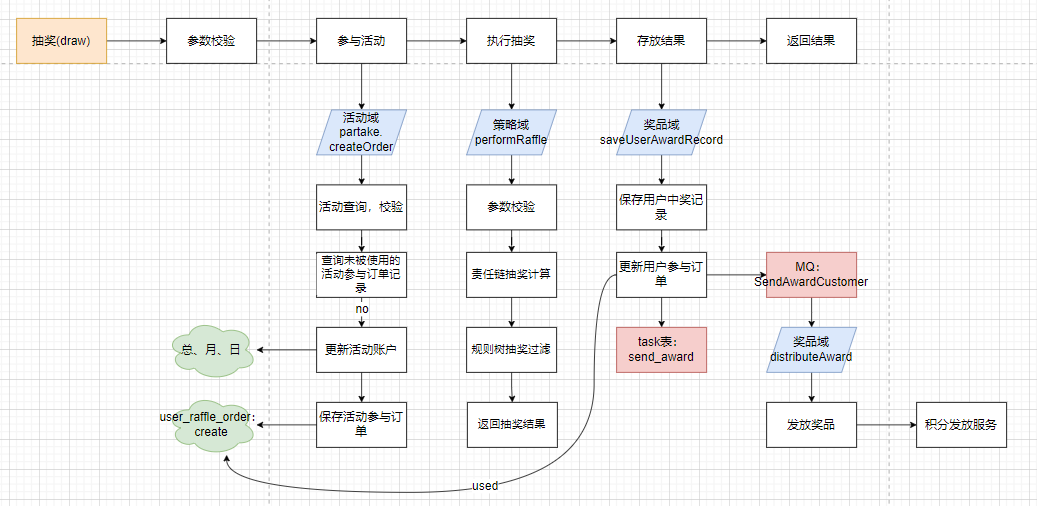 抽奖(draw)
参数校验
参与活动
执行抽奖
存放结果
返回结果
活动域
partake.
createOrder
策略域
performRaffle
奖品域
saveUserAwardRecord
活动查询，校验
参数校验
保存用户中奖记
录
查询未被使用的
活动参与订单记
录
责任链抽奖计算
更新用户参与订
单
MQ：
SendAwardCustomer
no
总、月、日
更新活动账户
规则树抽奖过滤
task表：
send_award
奖品域
distributeAward
user_raffle_order：
create
保存活动参与订
单
返回抽奖结果
发放奖品
积分发放服务
used